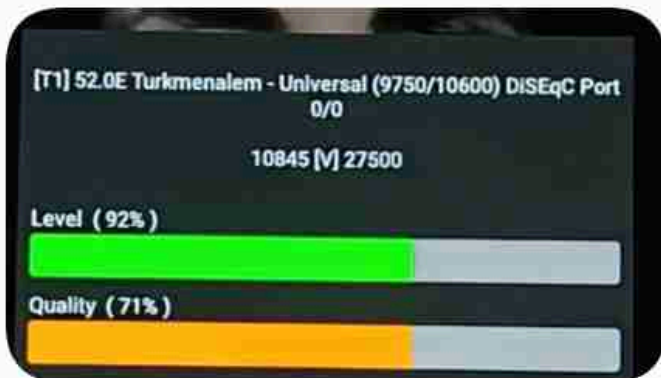 [T1] 52.0E Turkmenalem - Universal (9750/10600) DiSEqC Port
0/0
10845 [V] 27500
Level ( 92% )
Quality ( 71% )